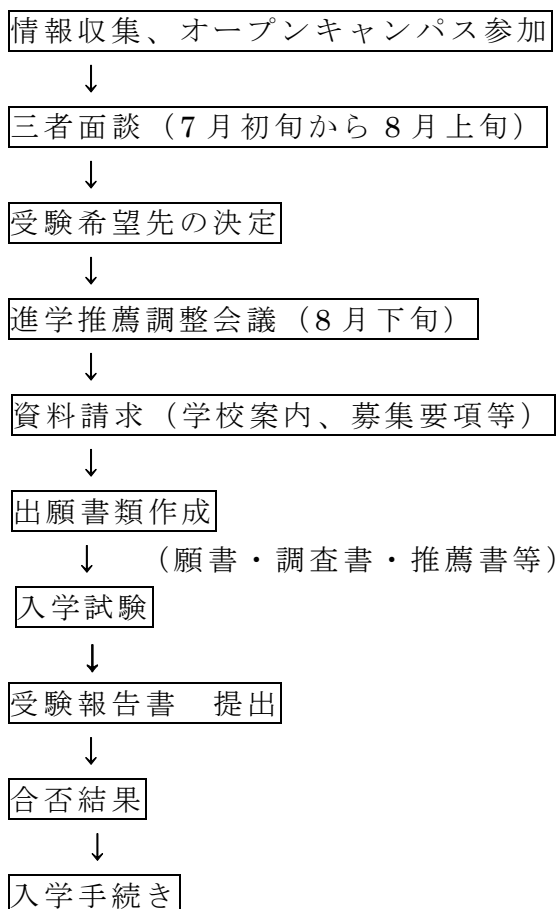 情報収集、オープンキャンパス参加
↓
三者面談（7月初旬から8月上旬）
↓
受験希望先の決定
↓
進学推薦調整会議（8月下旬）
↓
資料請求（学校案内、募集要項等）
↓
出願書類作成
↓　（願書・調査書・推薦書等）
入学試験
↓
受験報告書　提出
↓
合否結果
↓
入学手続き